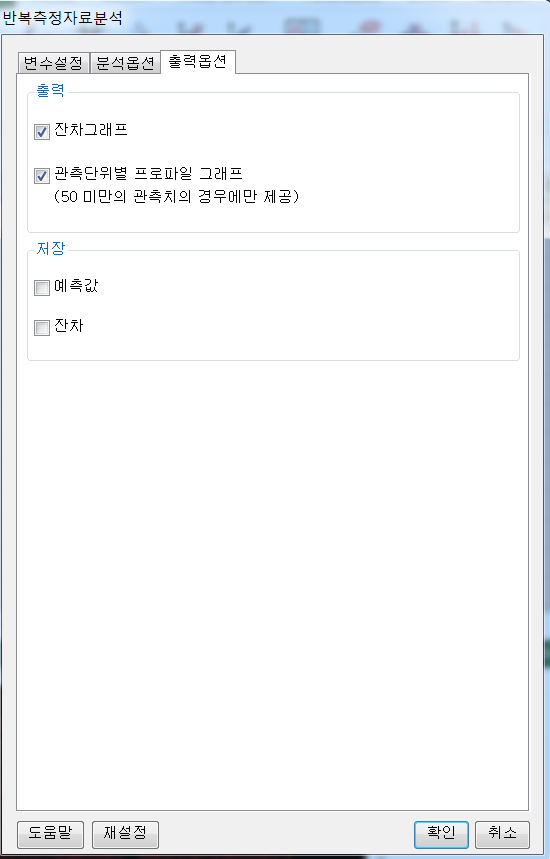 반복측정자료분석
변수설정 분석옵션 출력옵션
출력
잔차그래프
관측단위별 프로파일 그래프
(50 미만의 관측치의 경우에만 제공)
저장
예측값
잔차
도움말 재설정 확인 취소